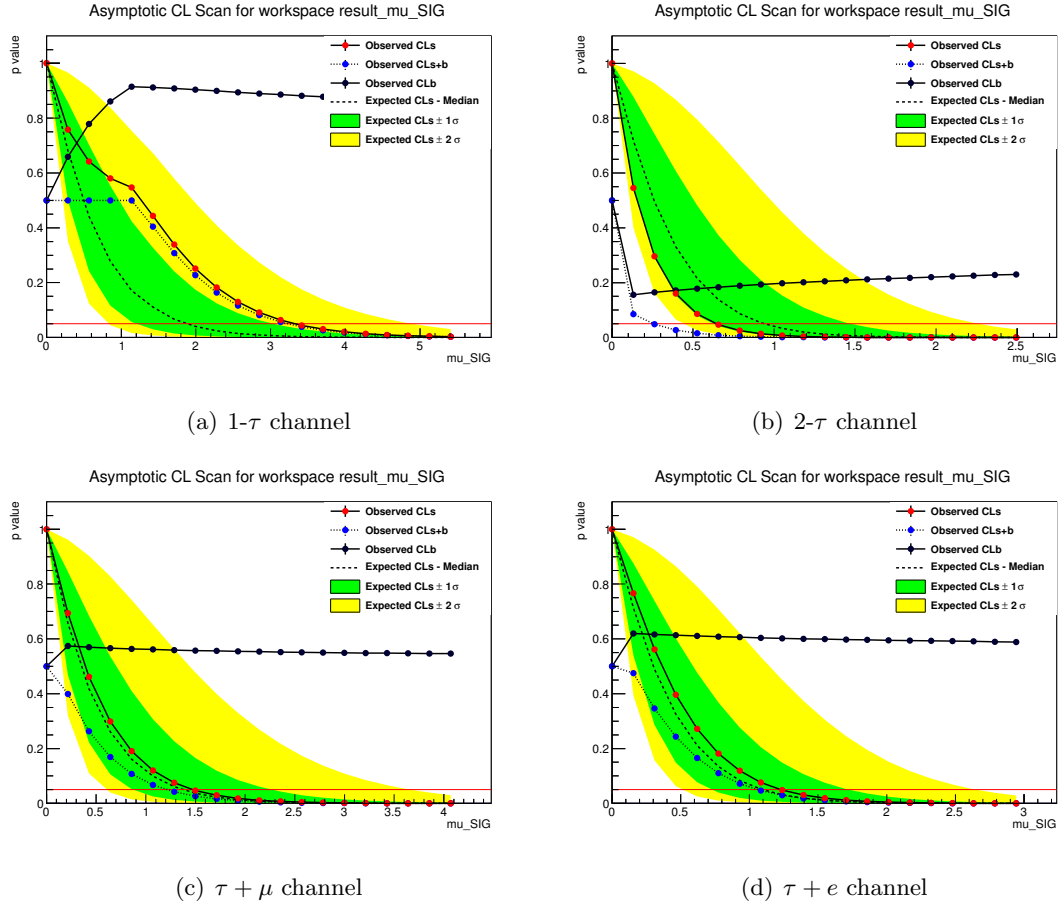 Asymptotic CL Scan for workspace result_mu_SIG
p value
1
0.8
0.6
0.4
0.2
0
0 1 2 3 4 5
mu_SIG
Observed CLs
Observed CLs+b
Observed CLb
Expected CLs - Median
Expected CLs ± 1σ
Expected CLs ± 2 σ
(a) 1-τ channel
Asymptotic CL Scan for workspace result_mu_SIG
p value
1
0.8
0.6
0.4
0.2
0
0 0.5 1 1.5 2 2.5
mu_SIG
Observed CLs
Observed CLs+b
Observed CLb
Expected CLs - Median
Expected CLs ± 1σ
Expected CLs ± 2 σ
(b) 2-τ channel
Asymptotic CL Scan for workspace result_mu_SIG
p value
1
0.8
0.6
0.4
0.2
0
0 0.5 1 1.5 2 2.5 3 3.5 4
mu_SIG
Observed CLs
Observed CLs+b
Observed CLb
Expected CLs - Median
Expected CLs ± 1σ
Expected CLs ± 2 σ
(c) τ + μ channel
Asymptotic CL Scan for workspace result_mu_SIG
p value
1
0.8
0.6
0.4
0.2
0
0 0.5 1 1.5 2 2.5 3
mu_SIG
Observed CLs
Observed CLs+b
Observed CLb
Expected CLs - Median
Expected CLs ± 1σ
Expected CLs ± 2 σ
(d) τ + e channel